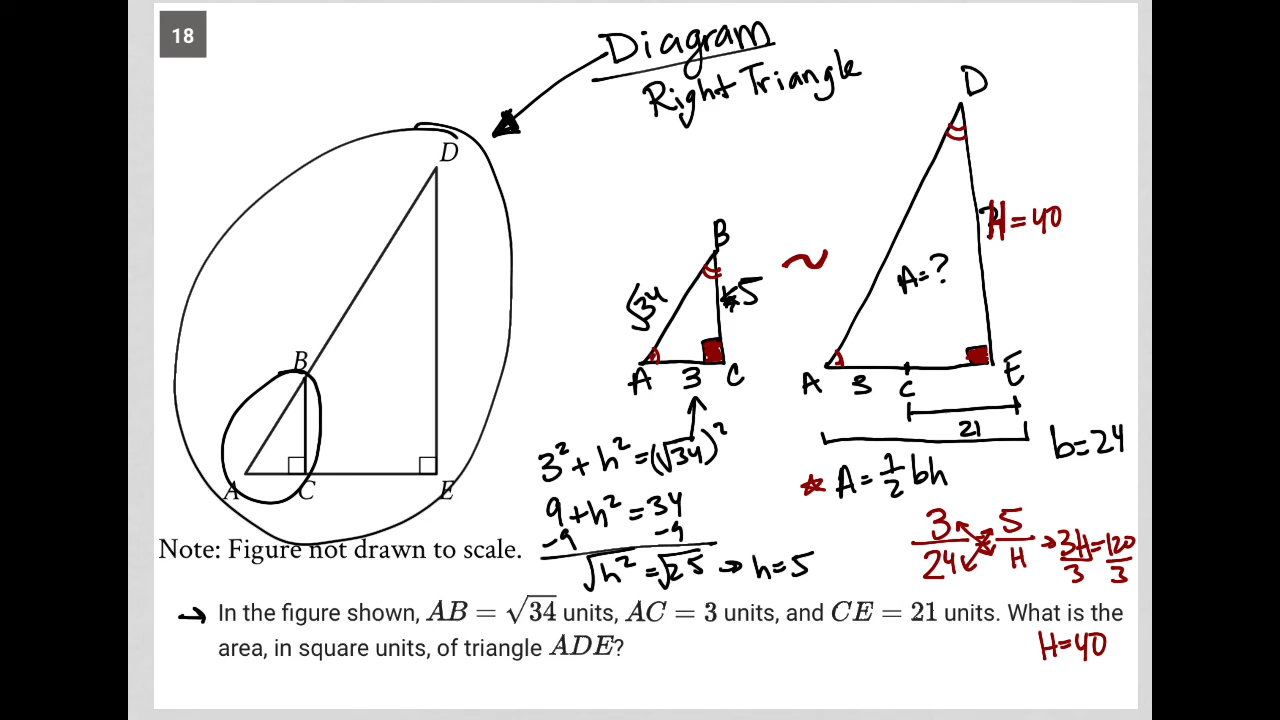 18
Diagram
Right Triangle
D
B
A
C
E
Note: Figure not drawn to scale.
B
√34
5
A
3
C
~
D
H=40
A=?
A
3
C
E
21
b=24
3²+h²=(√34)²
9+h²=34
-9 -9
√h²=√25 → h=5
★ A=1/2 bh
3/24 = 5/H → 3H/3=120/3
H=40
→ In the figure shown, AB = √34 units, AC = 3 units, and CE = 21 units. What is the
area, in square units, of triangle ADE?